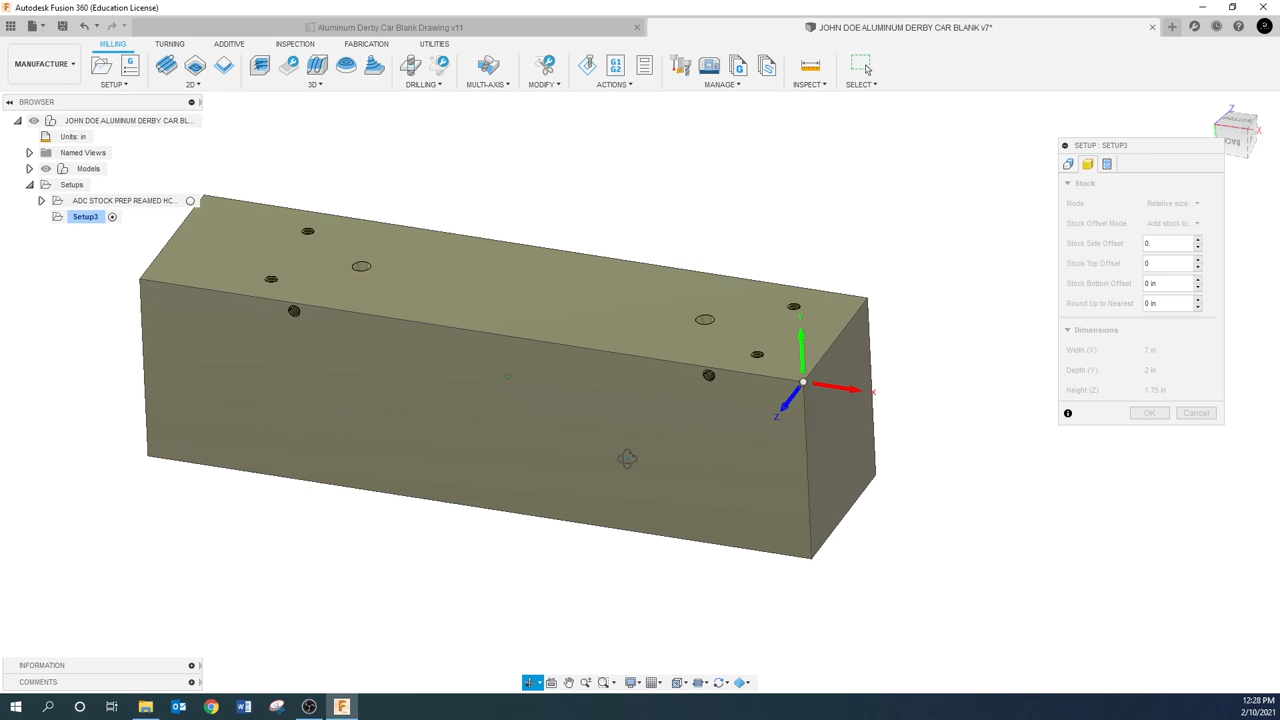 Autodesk Fusion 360 (Education License)
Aluminum Derby Car Blank Drawing v11
JOHN DOE ALUMINUM DERBY CAR BLANK v7*
MILLING TURNING ADDITIVE INSPECTION FABRICATION UTILITIES
MANUFACTURE
G
G1
G2
G
SETUP 2D 3D DRILLING MULTI-AXIS MODIFY ACTIONS MANAGE INSPECT SELECT
BROWSER
JOHN DOE ALUMINUM DERBY CAR BL...
Units: in
Named Views
Models
Setups
ADC STOCK PREP REAMED HC...
Setup3
Z
X
BOTTOM
BACK
Y
X
Z
SETUP : SETUP3
Stock
Mode Relative size...
Stock Offset Mode Add stock to...
Stock Side Offset 0.
Stock Top Offset 0
Stock Bottom Offset 0 in
Round Up to Nearest 0 in
Dimensions
Width (X) 7 in
Depth (Y) 2 in
Height (Z) 1.75 in
OK Cancel
INFORMATION
COMMENTS
12:28 PM
2/10/2021